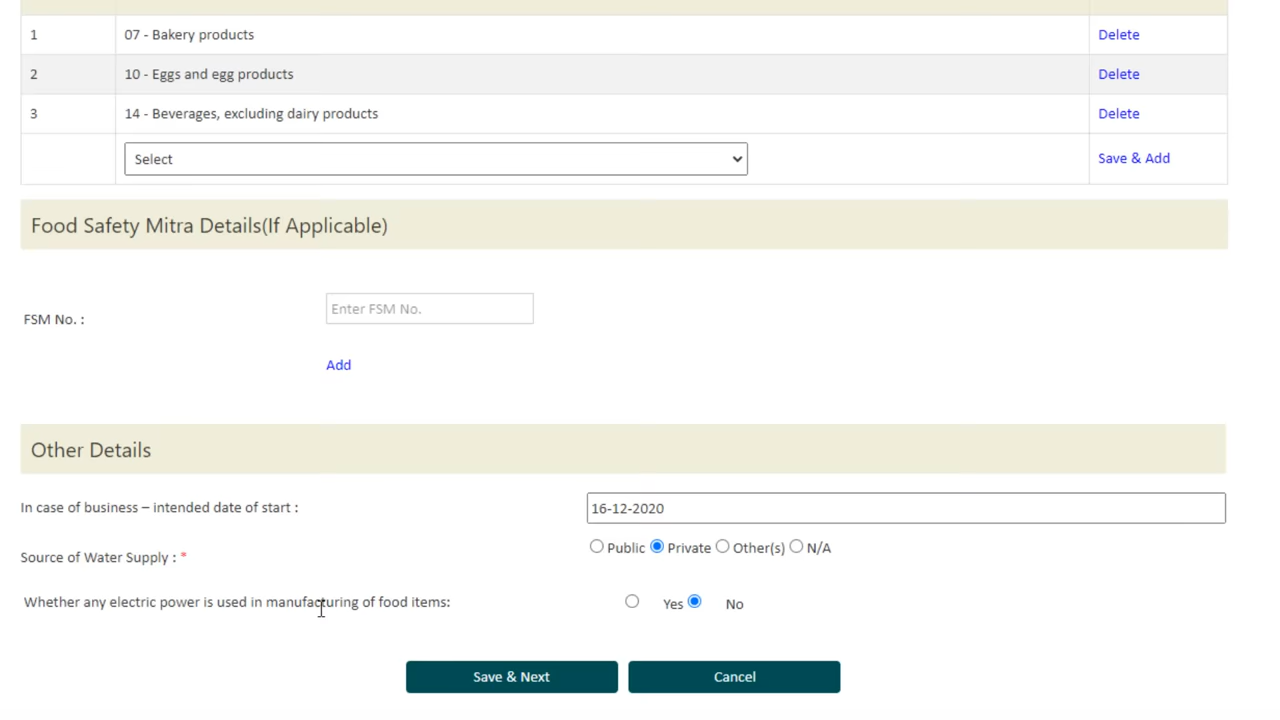 1 07 - Bakery products Delete
2 10 - Eggs and egg products Delete
3 14 - Beverages, excluding dairy products Delete
Select Save & Add
Food Safety Mitra Details(If Applicable)
FSM No. : Enter FSM No.
Add
Other Details
In case of business – intended date of start : 16-12-2020
Source of Water Supply : * Public Private Other(s) N/A
Whether any electric power is used in manufacturing of food items: Yes No
Save & Next Cancel